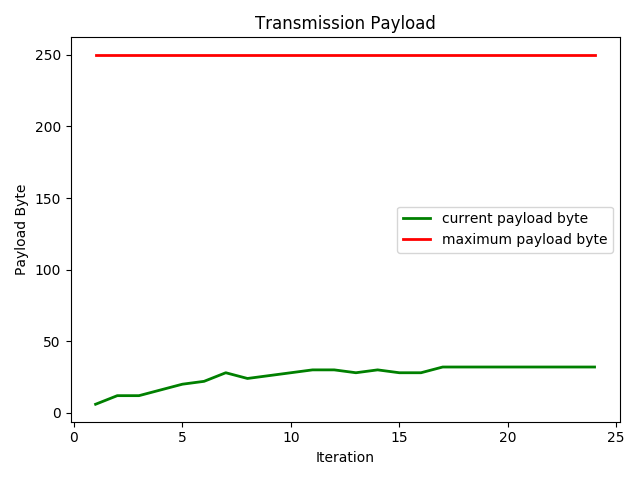 Transmission Payload
Payload Byte
250
200
150
100
50
0
current payload byte
maximum payload byte
0 5 10 15 20 25
Iteration